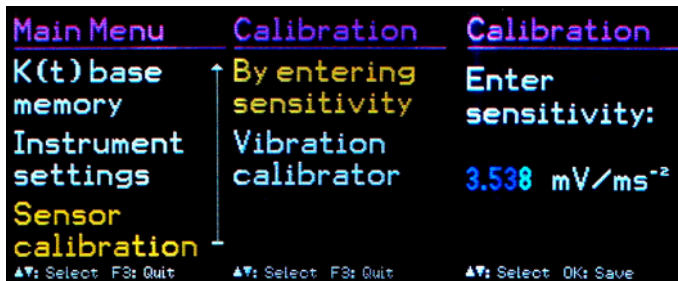 Main Menu
K(t) base
memory
Instrument
settings
Sensor
calibration
▲▼: Select F3: Quit
Calibration
By entering
sensitivity
Vibration
calibrator
▲▼: Select F3: Quit
Calibration
Enter
sensitivity:
3.538 mV/ms⁻²
▲▼: Select OK: Save